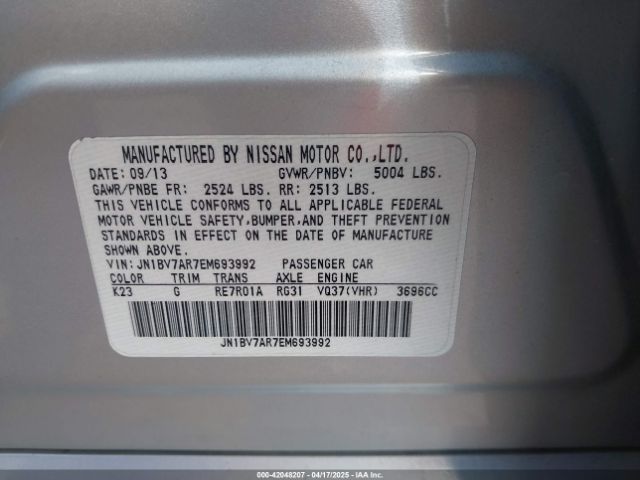 MANUFACTURED BY NISSAN MOTOR CO.,LTD.
DATE: 09/13 GVWR/PNBV: 5004 LBS.
GAWR/PNBE FR: 2524 LBS. RR: 2513 LBS.
THIS VEHICLE CONFORMS TO ALL APPLICABLE FEDERAL
MOTOR VEHICLE SAFETY,BUMPER,AND THEFT PREVENTION
STANDARDS IN EFFECT ON THE DATE OF MANUFACTURE
SHOWN ABOVE.
VIN: JN1BV7AR7EM693992 PASSENGER CAR
COLOR TRIM TRANS AXLE ENGINE
K23 G RE7R01A RG31 VQ37(VHR) 3696CC
JN1BV7AR7EM693992
000-42048207 - 04/17/2025 - IAA Inc.